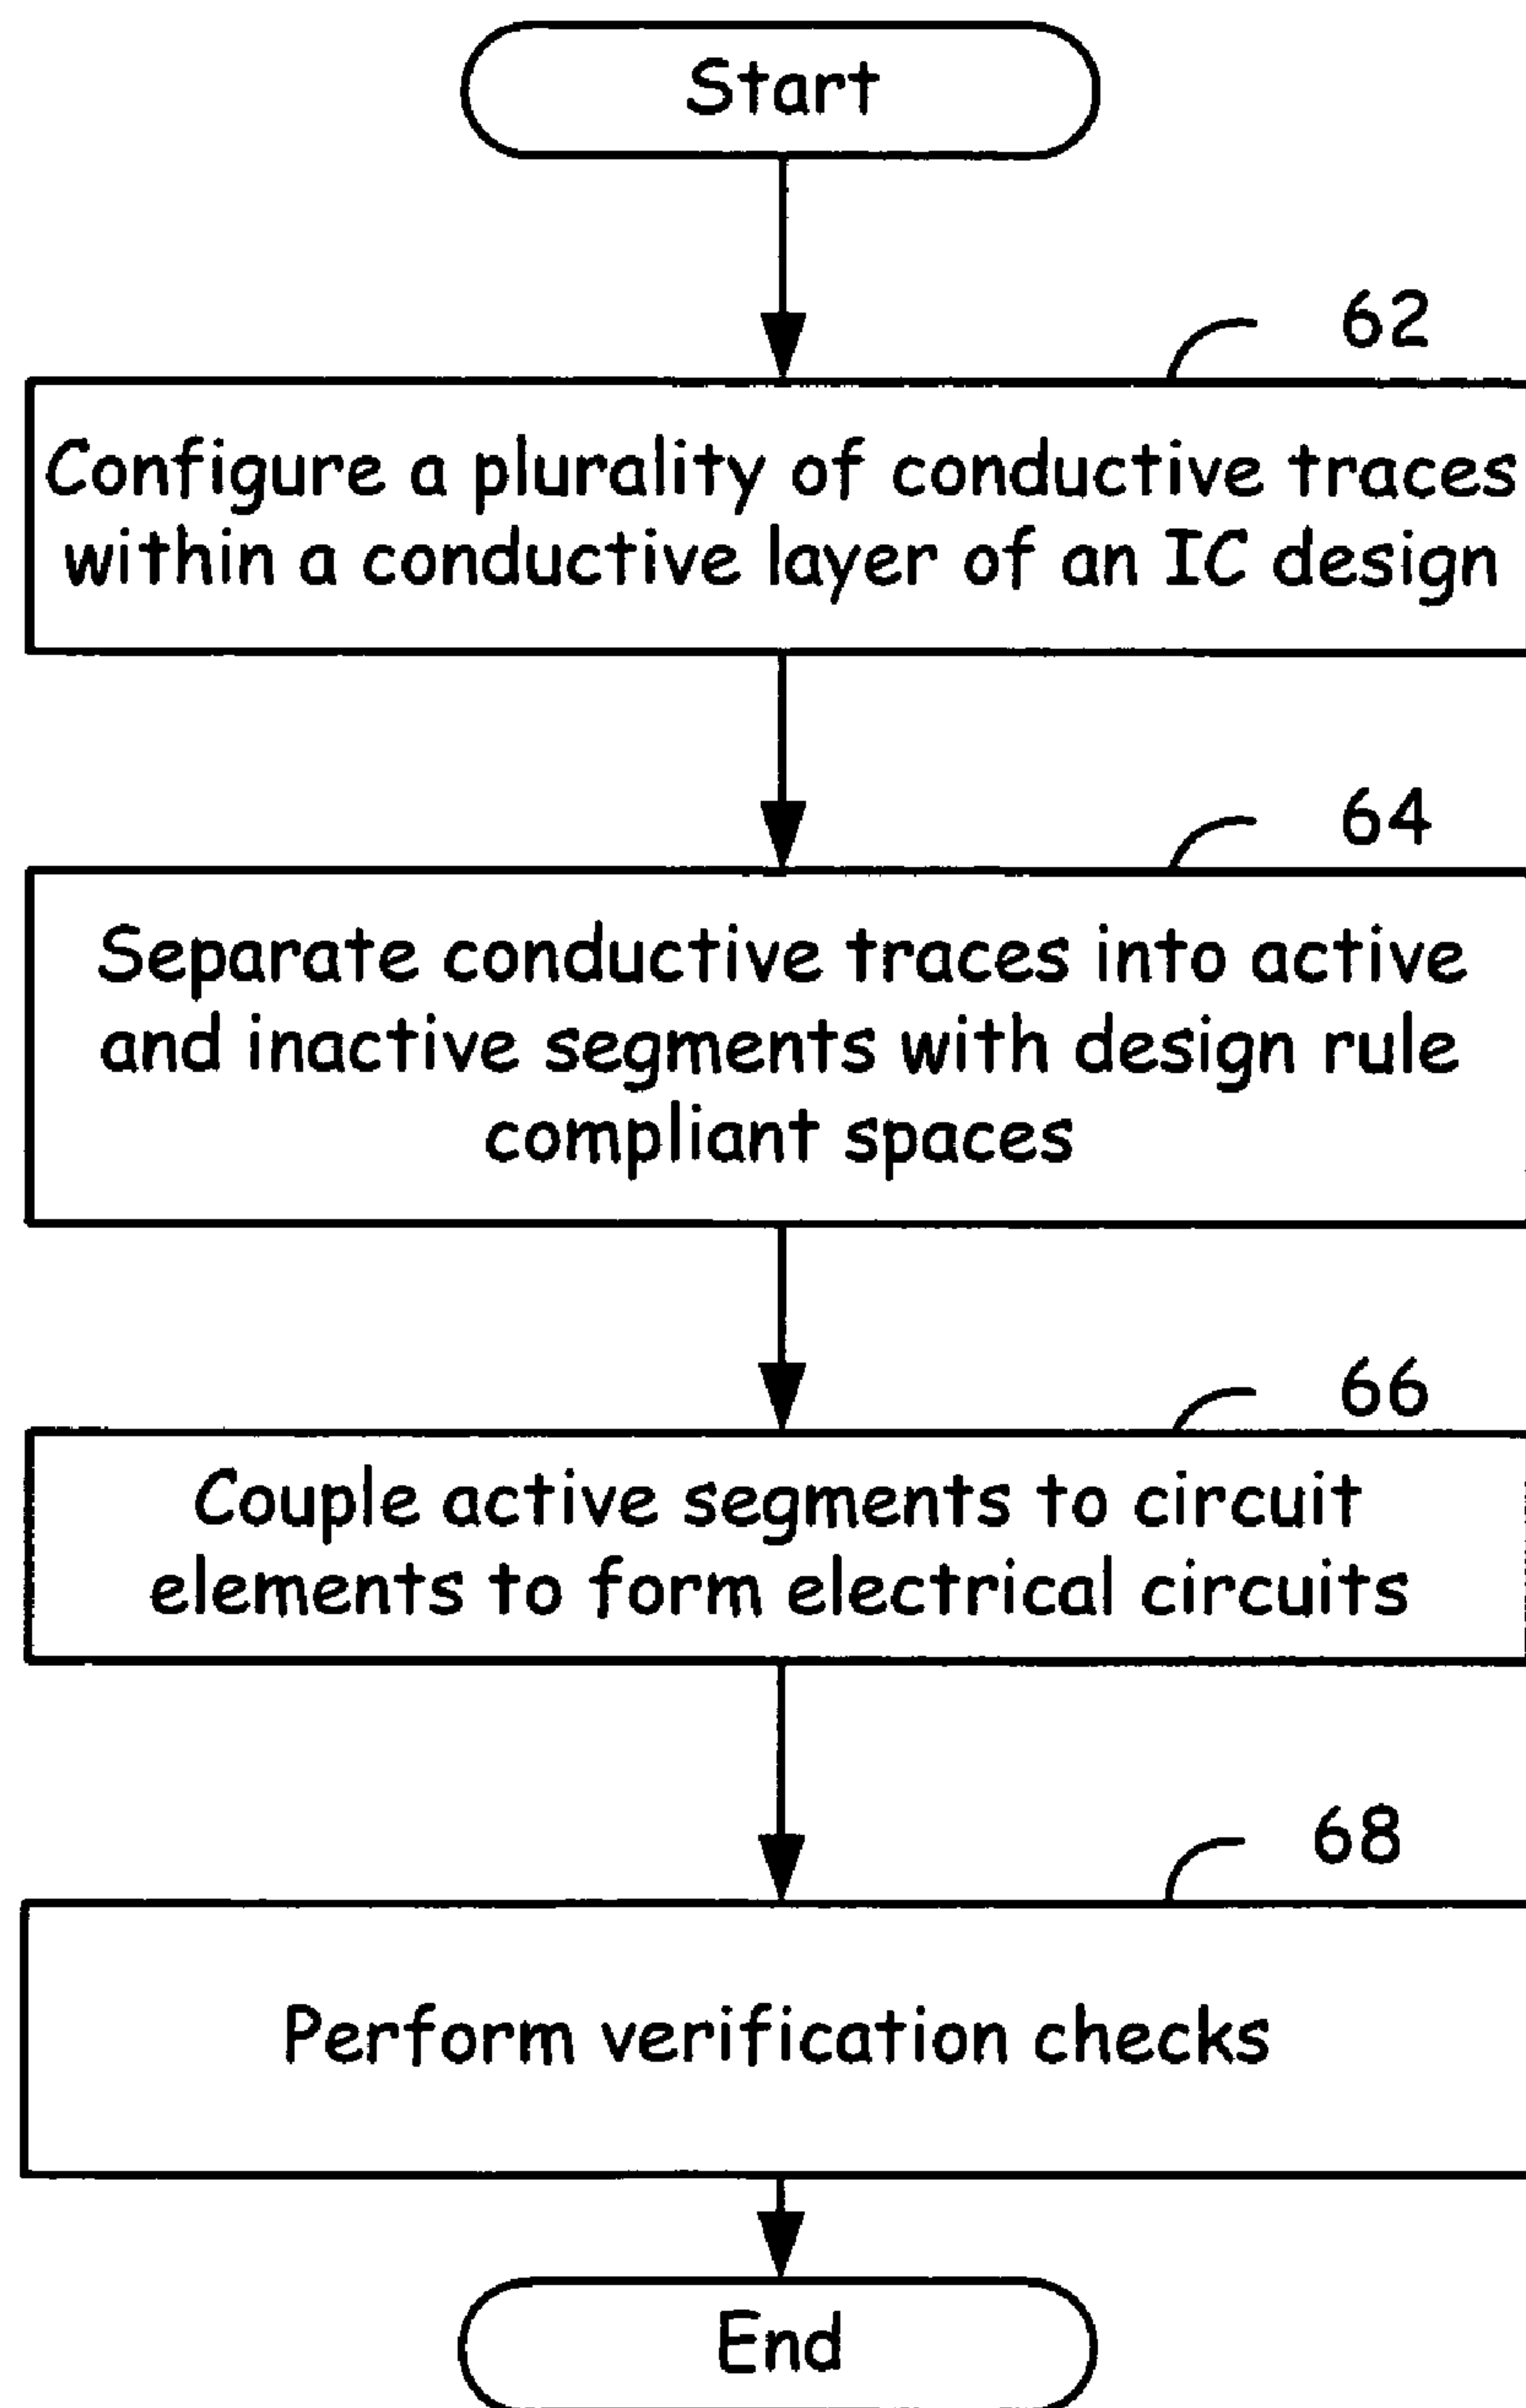 Start
62
Configure a plurality of conductive traces
within a conductive layer of an IC design
64
Separate conductive traces into active
and inactive segments with design rule
compliant spaces
66
Couple active segments to circuit
elements to form electrical circuits
68
Perform verification checks
End